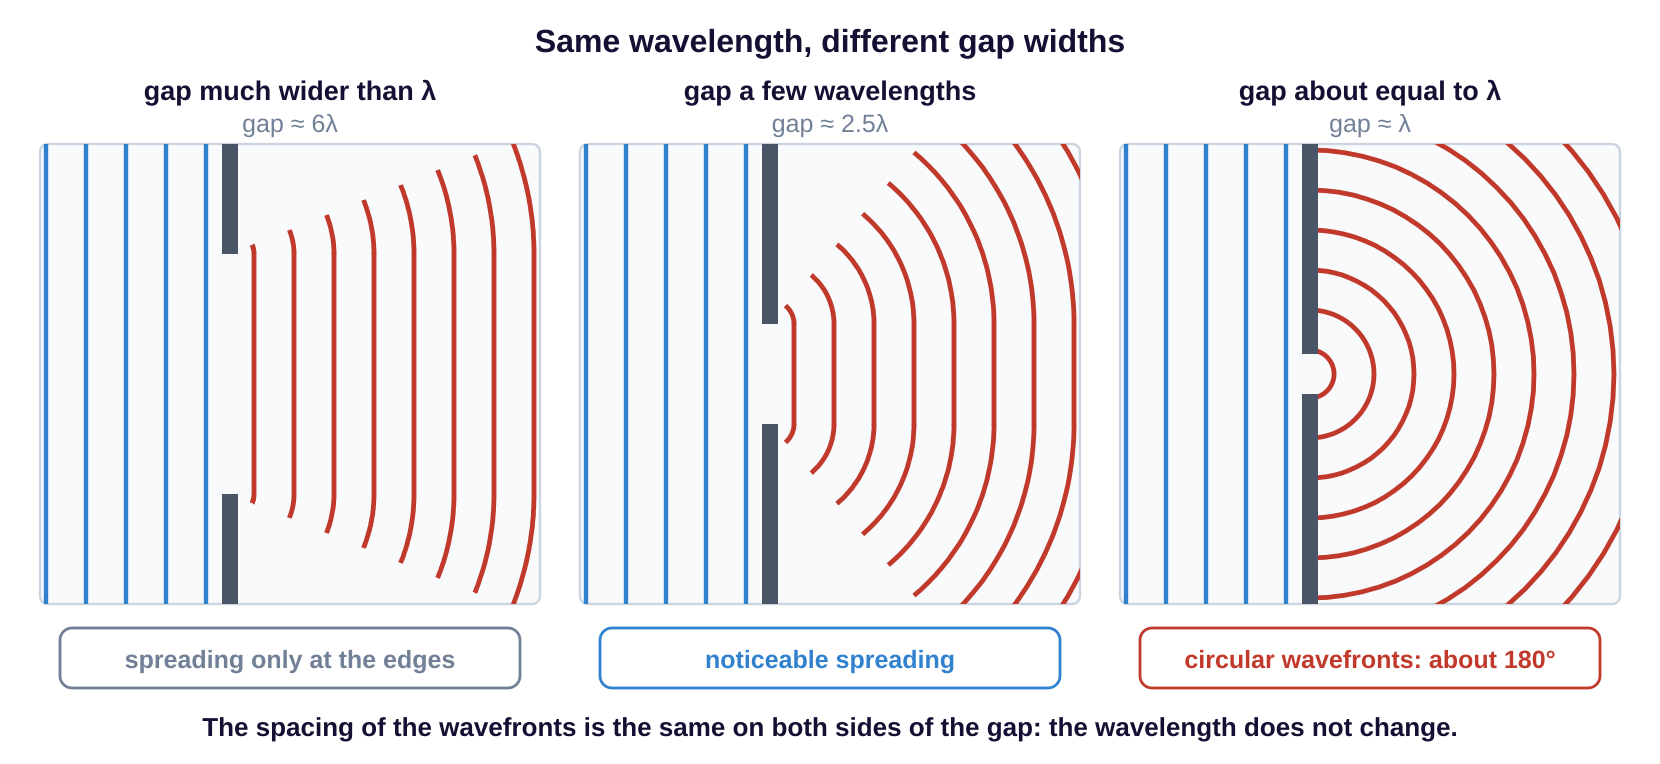 Same wavelength, different gap widths
gap much wider than λ
gap ≈ 6λ
gap a few wavelengths
gap ≈ 2.5λ
gap about equal to λ
gap ≈ λ
spreading only at the edges
noticeable spreading
circular wavefronts: about 180°
The spacing of the wavefronts is the same on both sides of the gap: the wavelength does not change.